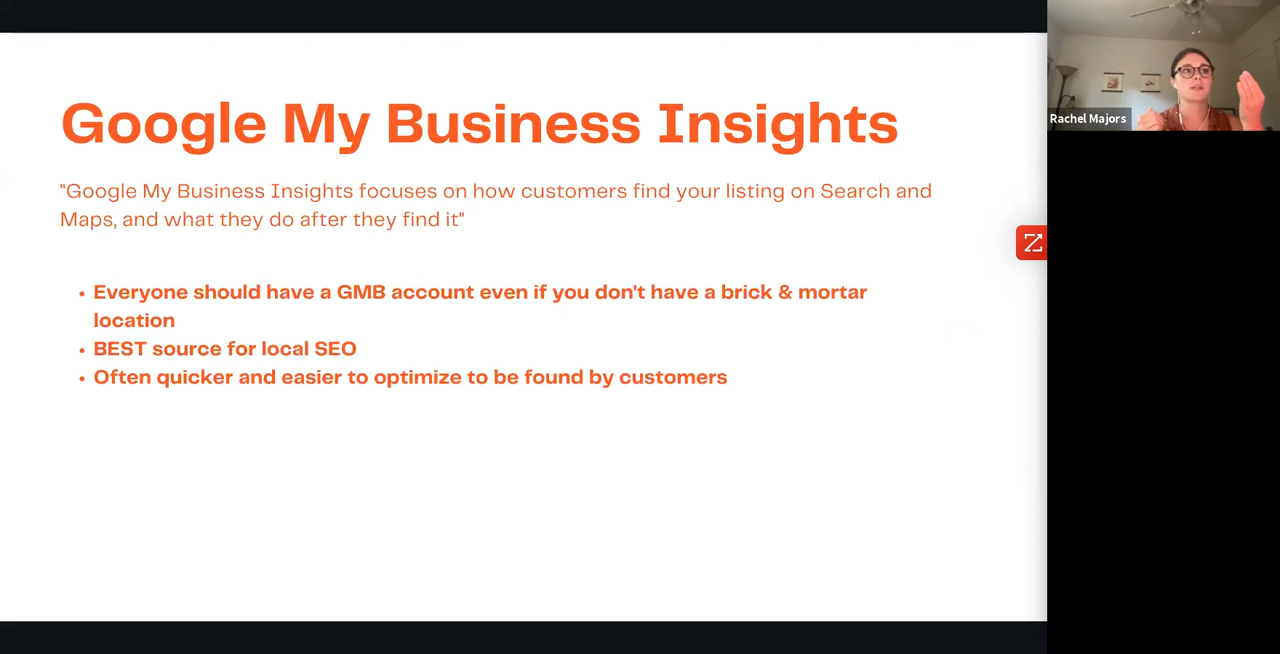 Google My Business Insights
"Google My Business Insights focuses on how customers find your listing on Search and
Maps, and what they do after they find it"
• Everyone should have a GMB account even if you don't have a brick & mortar
location
• BEST source for local SEO
• Often quicker and easier to optimize to be found by customers
Rachel Majors